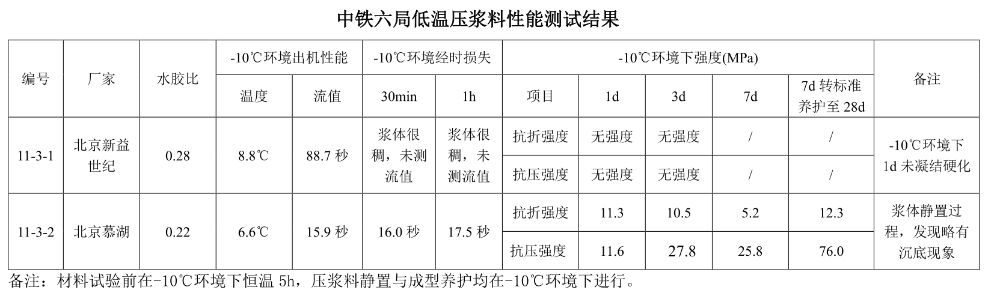 中铁六局低温压浆料性能测试结果
编号 厂家 水胶比 -10℃环境出机性能 -10℃环境经时损失 -10℃环境下强度(MPa) 备注
温度 流值 30min 1h 项目 1d 3d 7d 7d转标准
养护至28d
11-3-1
北京新益
世纪
0.28
8.8℃
88.7秒
浆体很
稠，未测
流值
浆体很
稠，未
测流值
抗折强度 无强度 无强度 / /
抗压强度 无强度 无强度 / /
-10℃环境下
1d未凝结硬化
11-3-2
北京慕湖
0.22
6.6℃
15.9秒
16.0秒
17.5秒
抗折强度 11.3 10.5 5.2 12.3
抗压强度 11.6 27.8 25.8 76.0
浆体静置过
程，发现略有
沉底现象
备注：材料试验前在-10℃环境下恒温5h，压浆料静置与成型养护均在-10℃环境下进行。